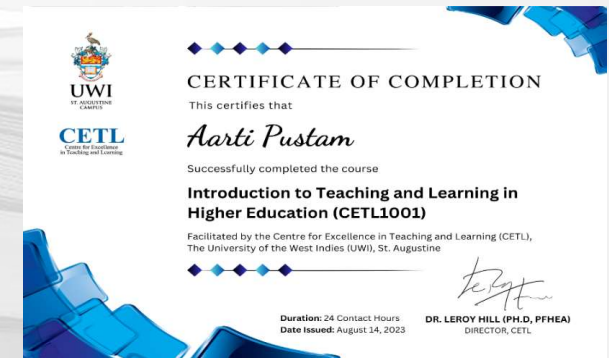 UWI
ST. AUGUSTINE
CAMPUS
CETL
Centre for Excellence
in Teaching and Learning
CERTIFICATE OF COMPLETION
This certifies that
Aarti Pustam
Successfully completed the course
Introduction to Teaching and Learning in
Higher Education (CETL1001)
Facilitated by the Centre for Excellence in Teaching and Learning (CETL),
The University of the West Indies (UWI), St. Augustine
Duration: 24 Contact Hours
Date Issued: August 14, 2023
DR. LEROY HILL (PH.D, PFHEA)
DIRECTOR, CETL